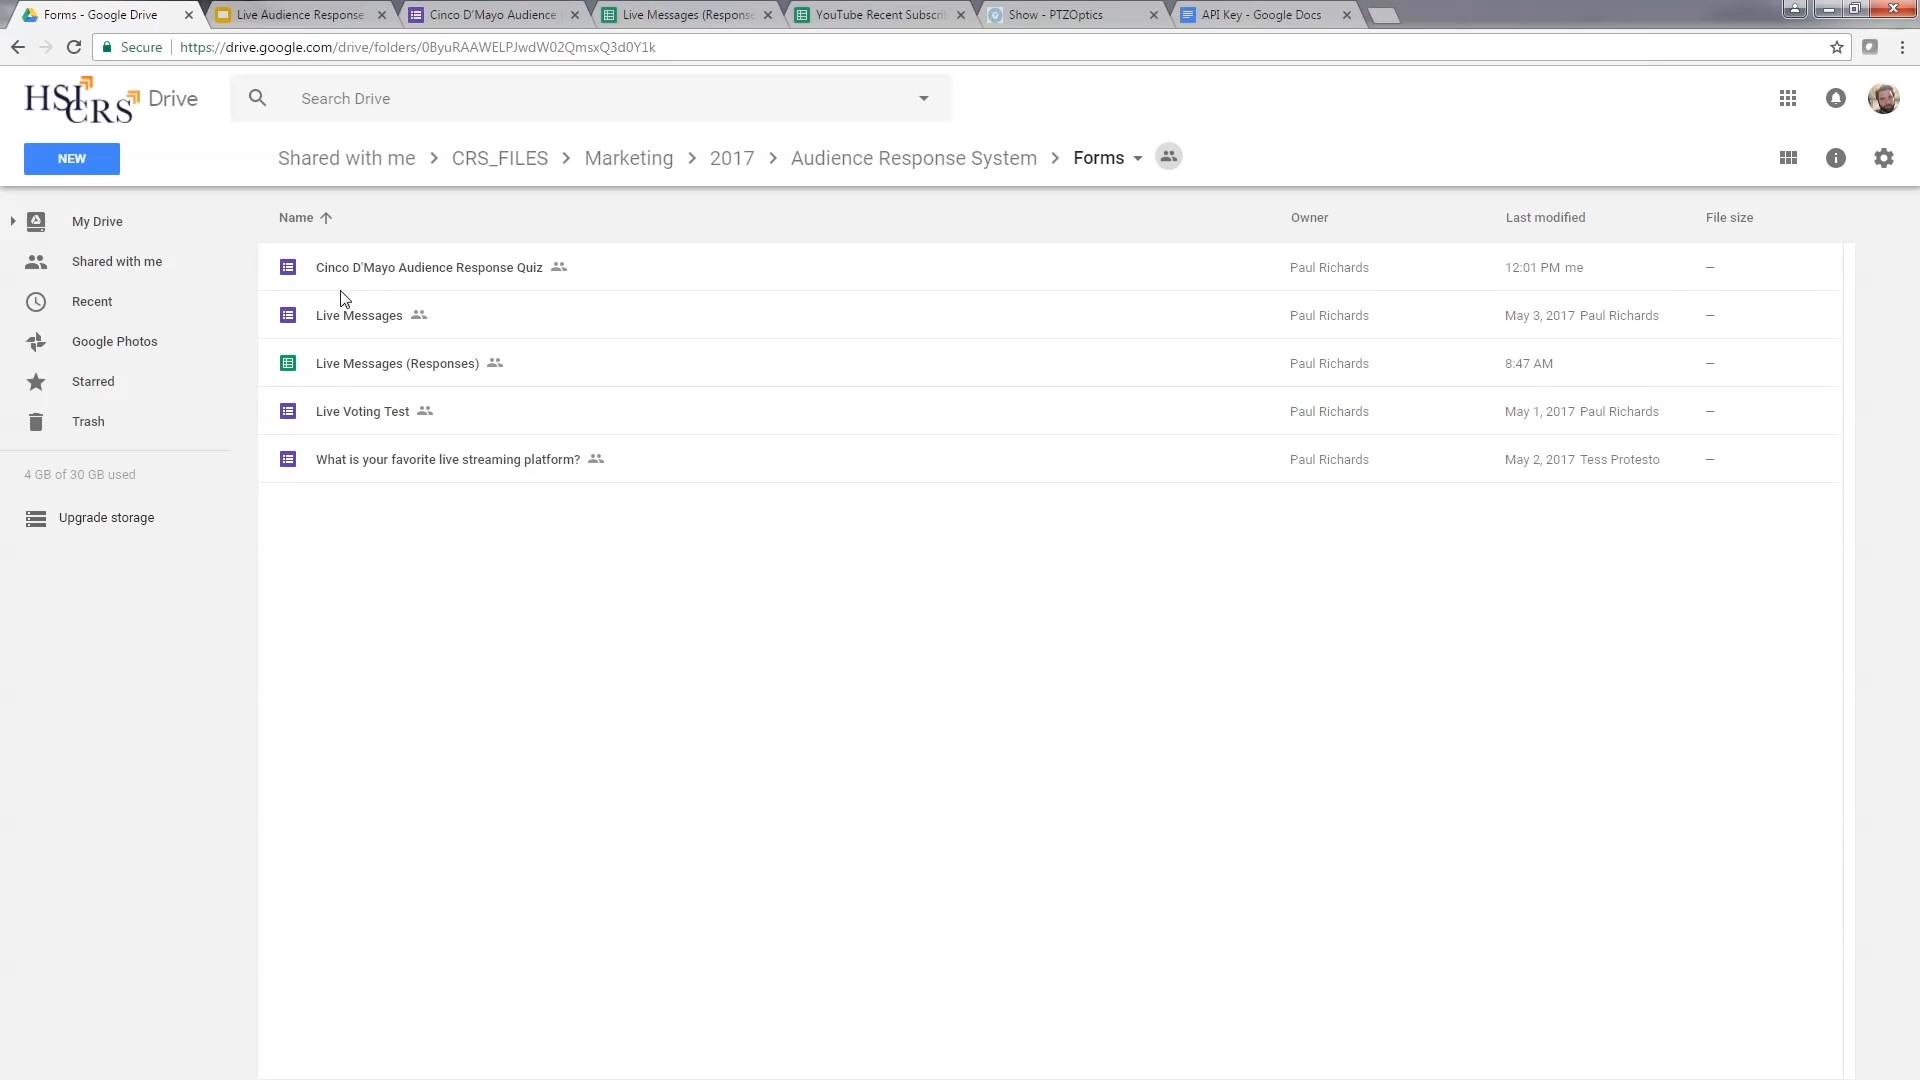 Forms - Google Drive
Live Audience Response
Cinco D'Mayo Audience
Live Messages (Response
YouTube Recent Subscri
Show - PTZOptics
API Key - Google Docs
Secure
https://drive.google.com/drive/folders/0ByuRAAWELPJwdW02QmsxQ3d0Y1k
HSI CRS Drive
Search Drive
NEW
Shared with me > CRS_FILES > Marketing > 2017 > Audience Response System > Forms
My Drive
Shared with me
Recent
Google Photos
Starred
Trash
4 GB of 30 GB used
Upgrade storage
Name Owner Last modified File size
Cinco D'Mayo Audience Response Quiz Paul Richards 12:01 PM me –
Live Messages Paul Richards May 3, 2017 Paul Richards –
Live Messages (Responses) Paul Richards 8:47 AM –
Live Voting Test Paul Richards May 1, 2017 Paul Richards –
What is your favorite live streaming platform? Paul Richards May 2, 2017 Tess Protesto –